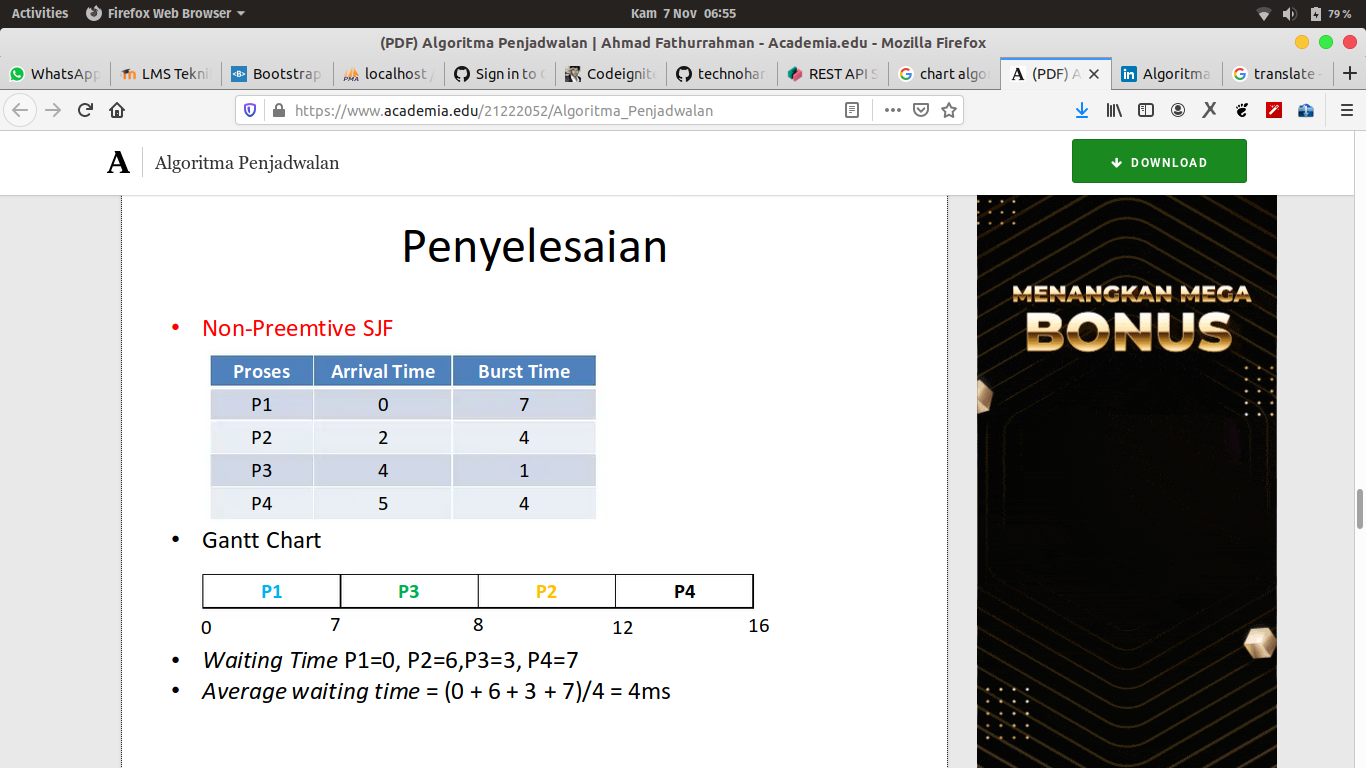 Activities Firefox Web Browser Kam 7 Nov 06:55 79 %
(PDF) Algoritma Penjadwalan | Ahmad Fathurrahman - Academia.edu - Mozilla Firefox
WhatsApp LMS Tekni Bootstrap localhost / Sign in to Codeignite technohar REST API S chart algor (PDF) A Algoritma translate -
https://www.academia.edu/21222052/Algoritma_Penjadwalan
A Algoritma Penjadwalan DOWNLOAD
Penyelesaian
MENANGKAN MEGA
BONUS
• Non-Preemtive SJF
Proses Arrival Time Burst Time
P1 0 7
P2 2 4
P3 4 1
P4 5 4
• Gantt Chart
P1 P3 P2 P4
0 7 8 12 16
• Waiting Time P1=0, P2=6,P3=3, P4=7
• Average waiting time = (0 + 6 + 3 + 7)/4 = 4ms